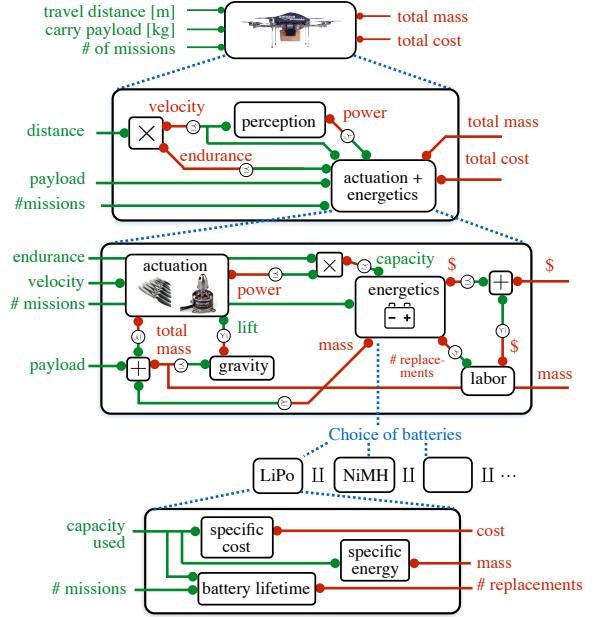 travel distance [m]
carry payload [kg]
# of missions
total mass
total cost
velocity
perception
power
distance
×
endurance
total mass
total cost
payload
actuation +
energetics
#missions
endurance
actuation
×
capacity
$
+
$
velocity
power
energetics
# missions
total
mass
lift
mass
# replace-
ments
$
payload
+
gravity
labor
mass
Choice of batteries
LiPo
⨿
NiMH
⨿
⨿ ···
capacity
used
specific
cost
cost
specific
energy
mass
# missions
battery lifetime
# replacements